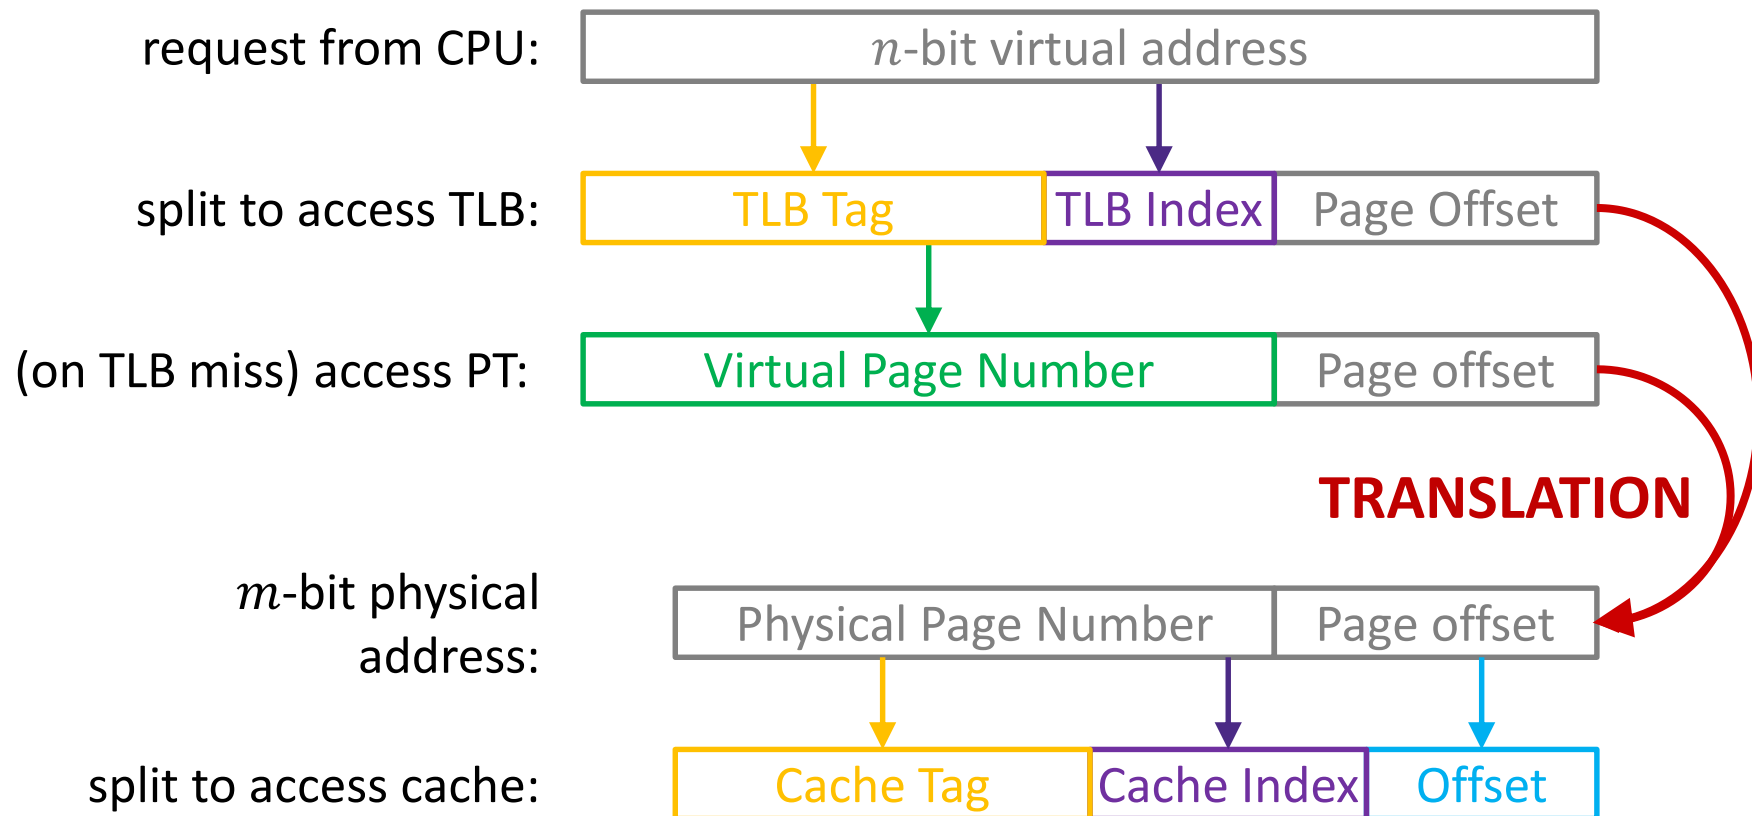 request from CPU: n-bit virtual address
split to access TLB: TLB Tag TLB Index Page Offset
(on TLB miss) access PT: Virtual Page Number Page offset
TRANSLATION
m-bit physical
address:
Physical Page Number Page offset
split to access cache: Cache Tag Cache Index Offset